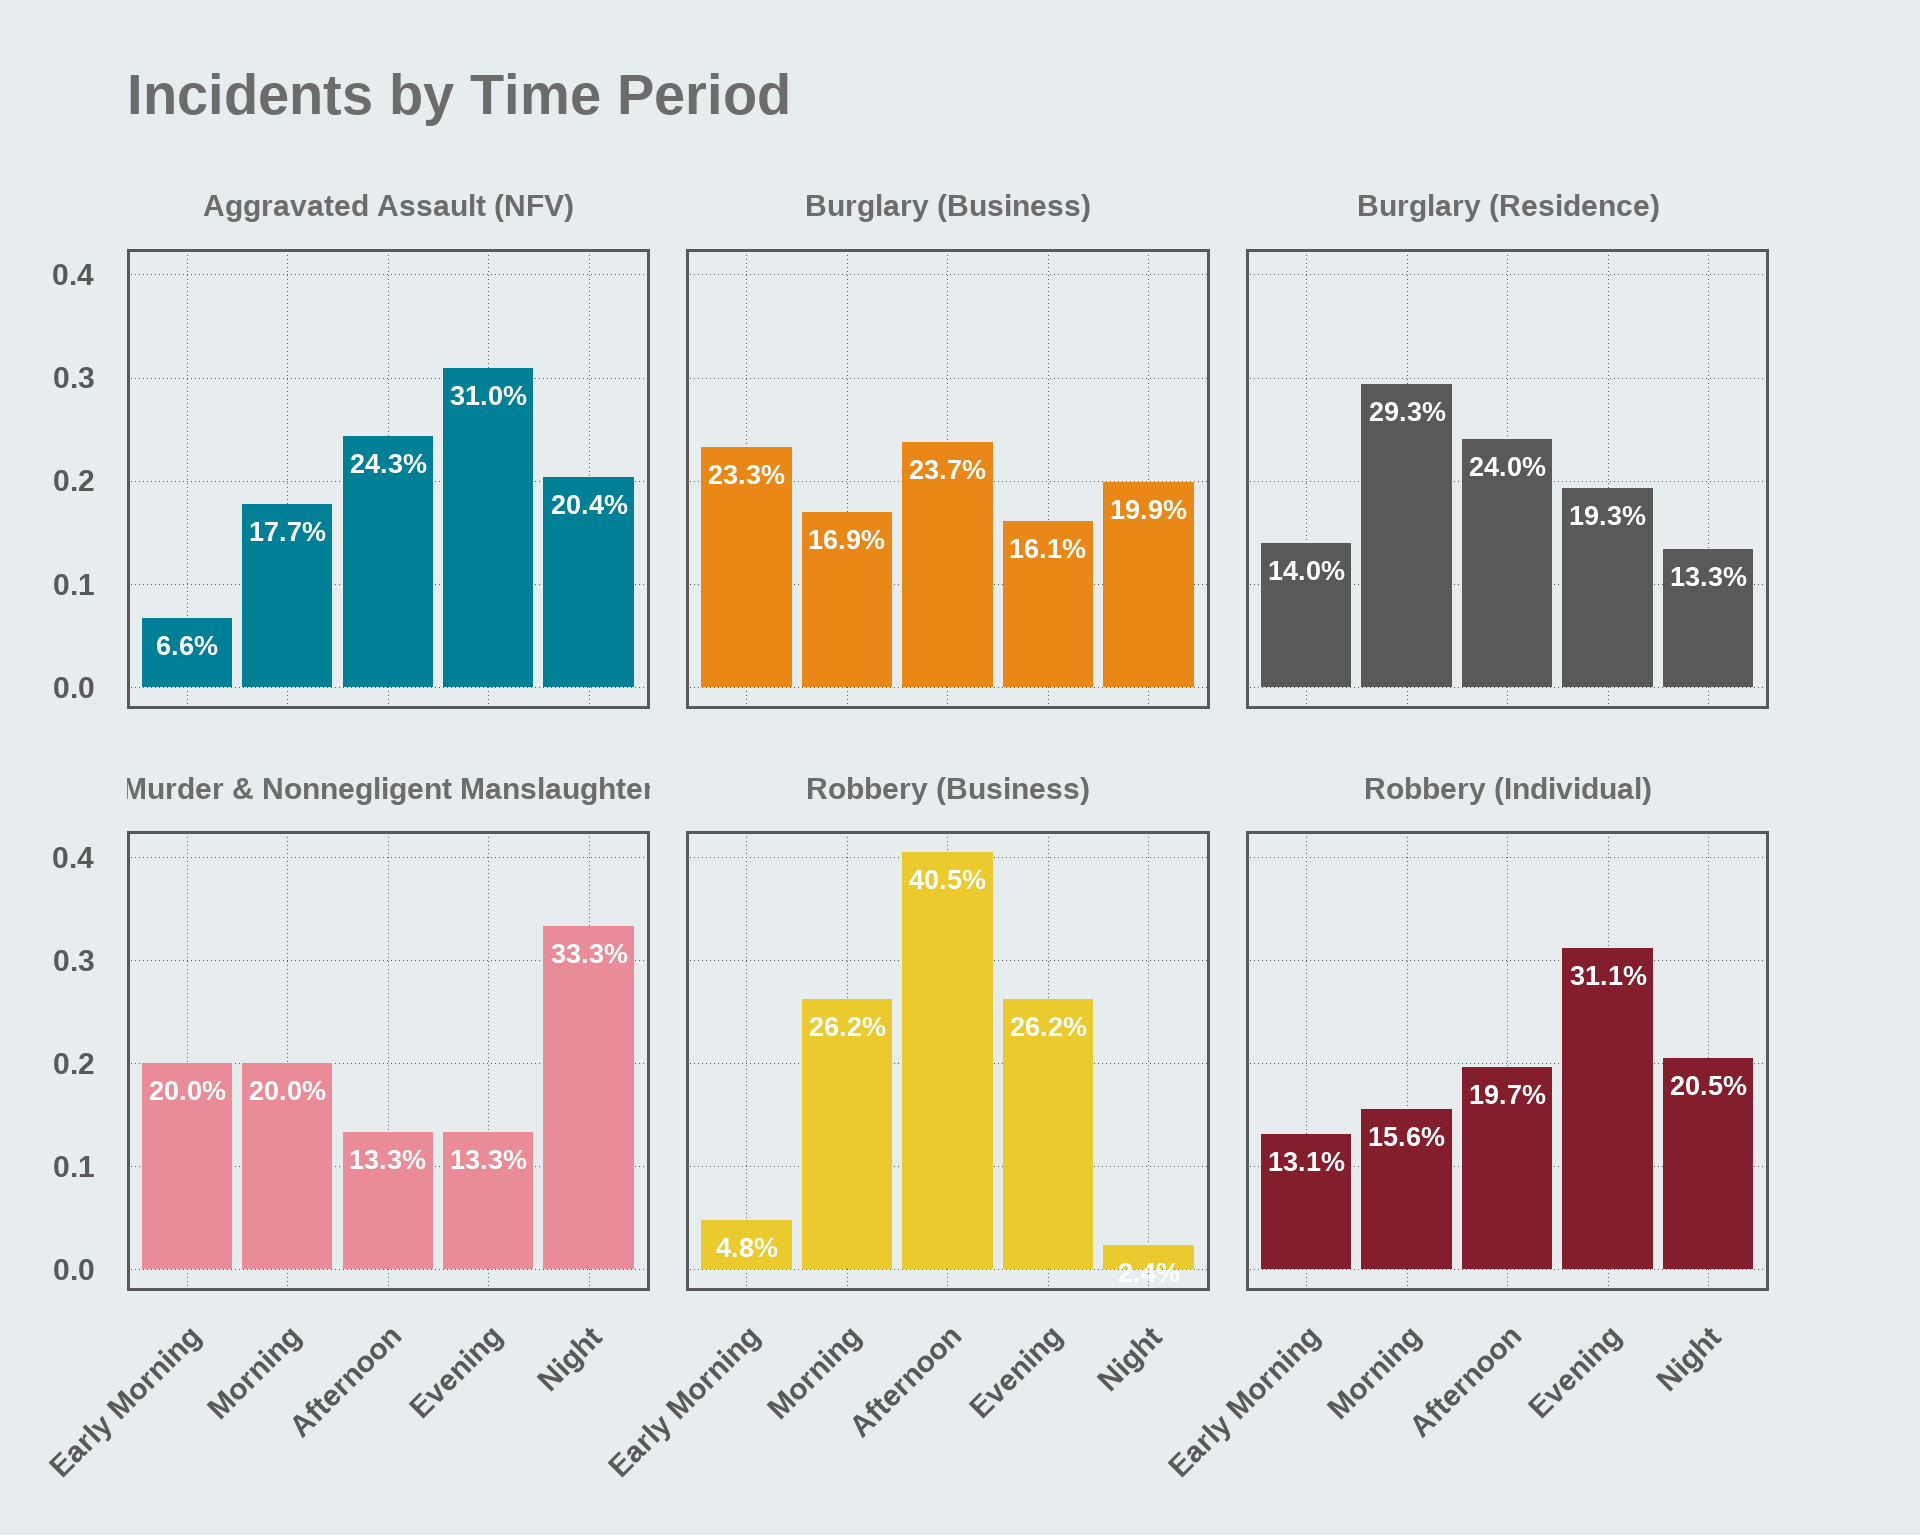 Incidents by Time Period
Aggravated Assault (NFV)
Burglary (Business)
Burglary (Residence)
0.4
0.3
0.2
0.1
0.0
6.6%
17.7%
24.3%
31.0%
20.4%
23.3%
16.9%
23.7%
16.1%
19.9%
14.0%
29.3%
24.0%
19.3%
13.3%
Murder & Nonnegligent Manslaughter
Robbery (Business)
Robbery (Individual)
0.4
0.3
0.2
0.1
0.0
20.0%
20.0%
13.3%
13.3%
33.3%
4.8%
26.2%
40.5%
26.2%
2.4%
13.1%
15.6%
19.7%
31.1%
20.5%
Early Morning
Morning
Afternoon
Evening
Night
Early Morning
Morning
Afternoon
Evening
Night
Early Morning
Morning
Afternoon
Evening
Night